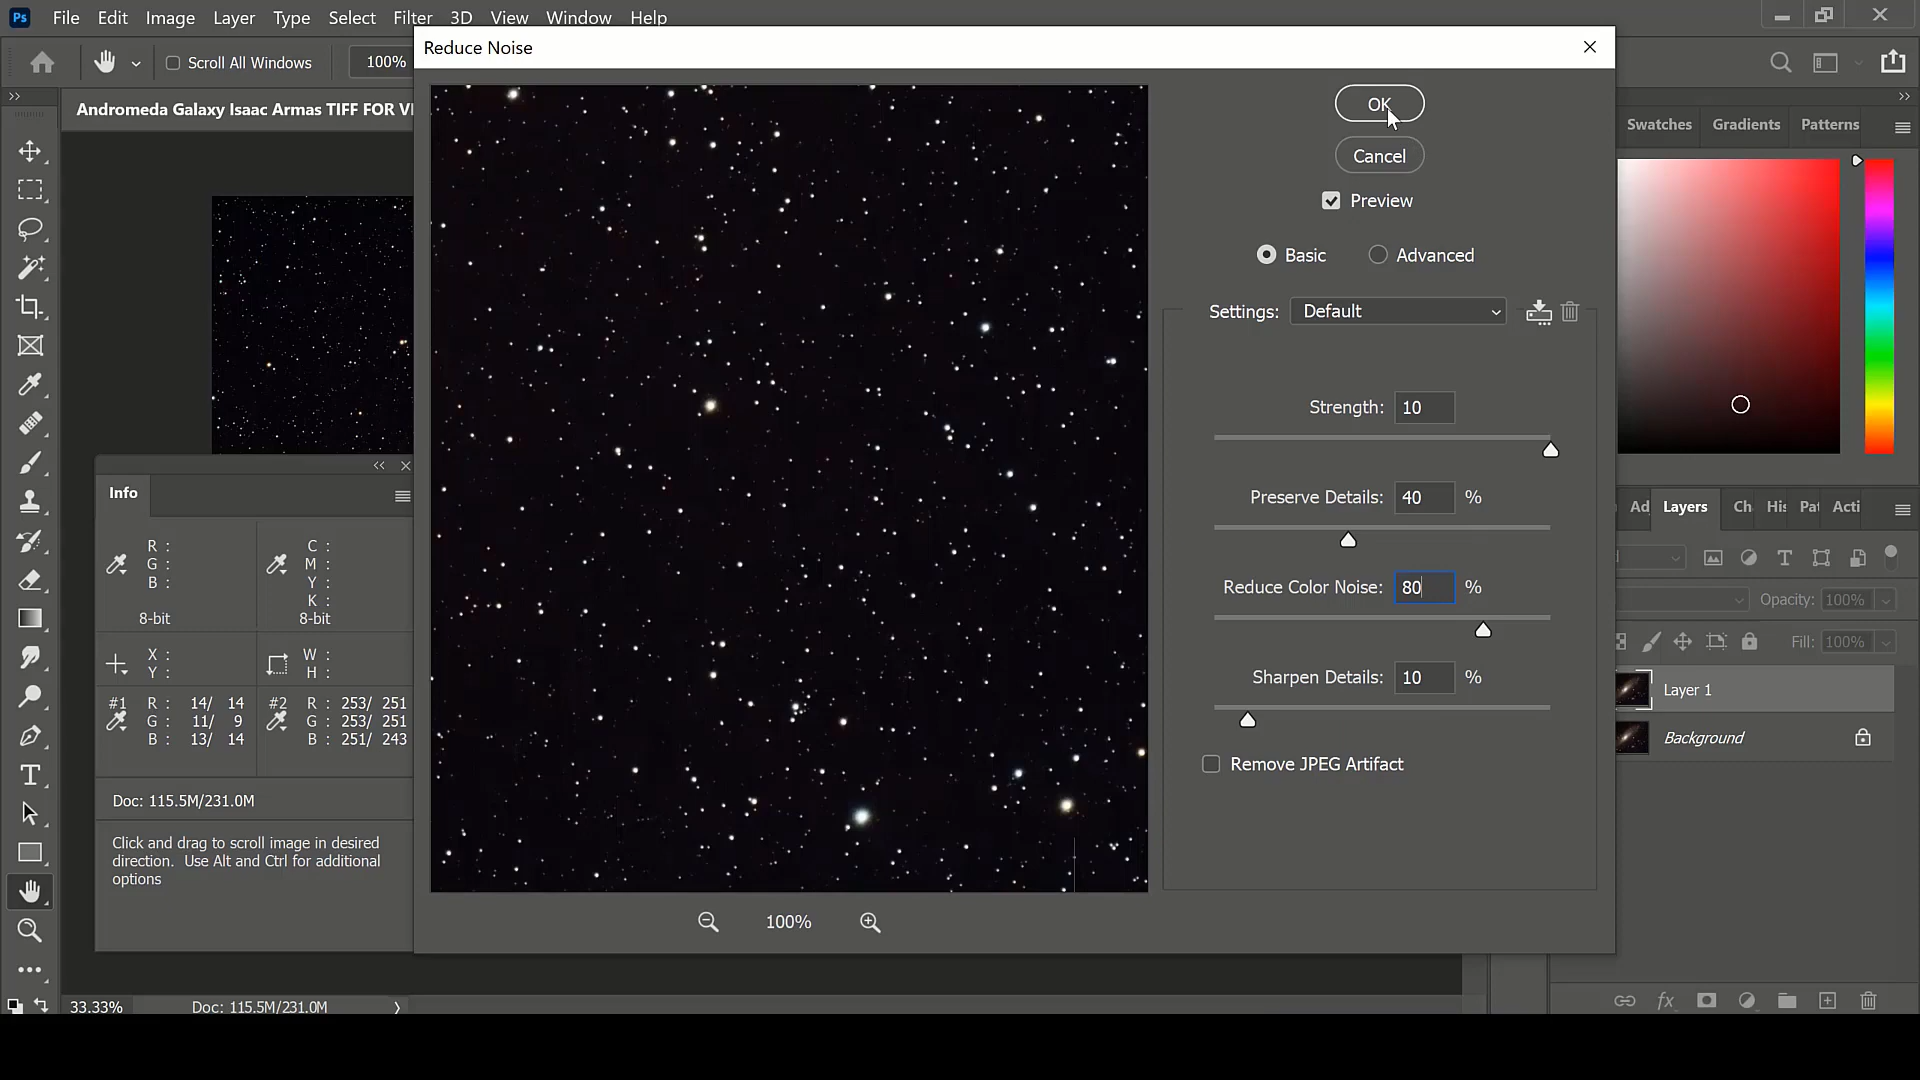 Ps File Edit Image Layer Type Select Filter 3D View Window Help
Reduce Noise
Scroll All Windows 100%
Andromeda Galaxy Isaac Armas TIFF FOR VI
Swatches Gradients Patterns
OK
Cancel
Preview
Basic Advanced
Settings: Default
Strength: 10
Preserve Details: 40 %
Reduce Color Noise: 80 %
Sharpen Details: 10 %
Remove JPEG Artifact
100%
Info
R :
G :
B :
8-bit
C :
M :
Y :
K :
8-bit
X :
Y :
W :
H :
#1 R : 14/ 14
G : 11/ 9
B : 13/ 14
#2 R : 253/ 251
G : 253/ 251
B : 251/ 243
Doc: 115.5M/231.0M
Click and drag to scroll image in desired
direction. Use Alt and Ctrl for additional
options
Ad Layers Ch His Pat Acti
Opacity: 100%
Fill: 100%
Layer 1
Background
fx
33.33% Doc: 115.5M/231.0M